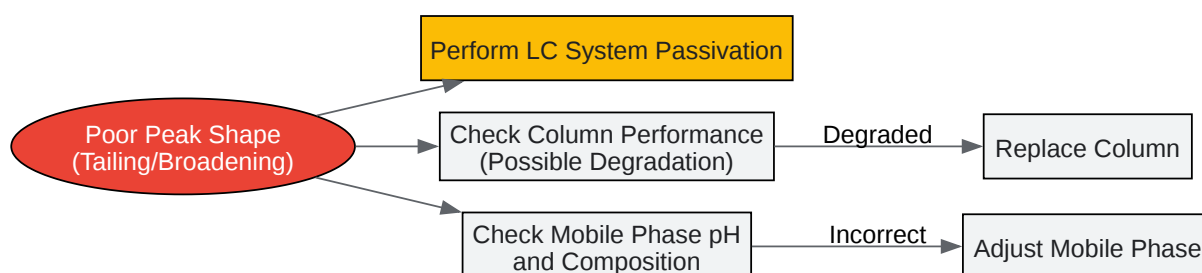 Perform LC System Passivation
Poor Peak Shape
(Tailing/Broadening)
Check Column Performance
(Possible Degradation)
Degraded
Replace Column
Check Mobile Phase pH
and Composition
Incorrect
Adjust Mobile Phase